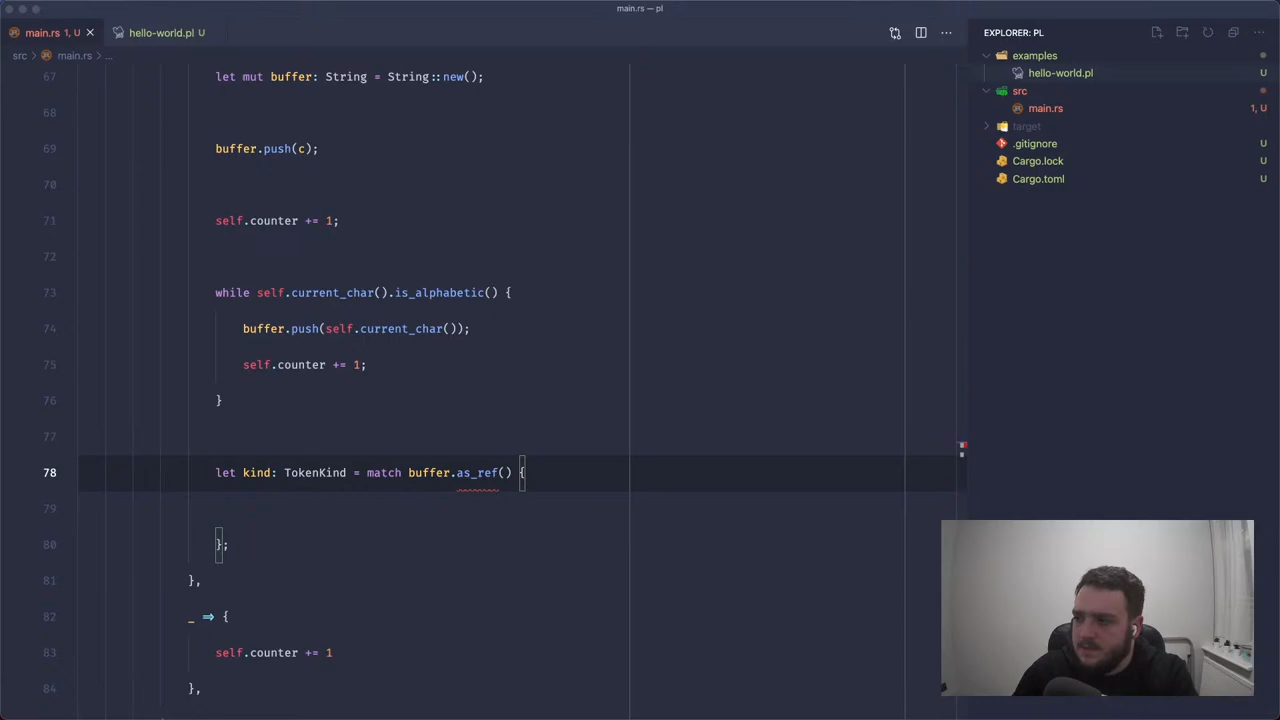 main.rs — pl
main.rs 1, U
hello-world.pl U
EXPLORER: PL
src > main.rs > ...
examples
hello-world.pl U
src
main.rs 1, U
target
.gitignore U
Cargo.lock U
Cargo.toml U
67 let mut buffer: String = String::new();
68
69 buffer.push(c);
70
71 self.counter += 1;
72
73 while self.current_char().is_alphabetic() {
74 buffer.push(self.current_char());
75 self.counter += 1;
76 }
77
78 let kind: TokenKind = match buffer.as_ref() {
79
80 };
81 },
82 _ => {
83 self.counter += 1
84 },